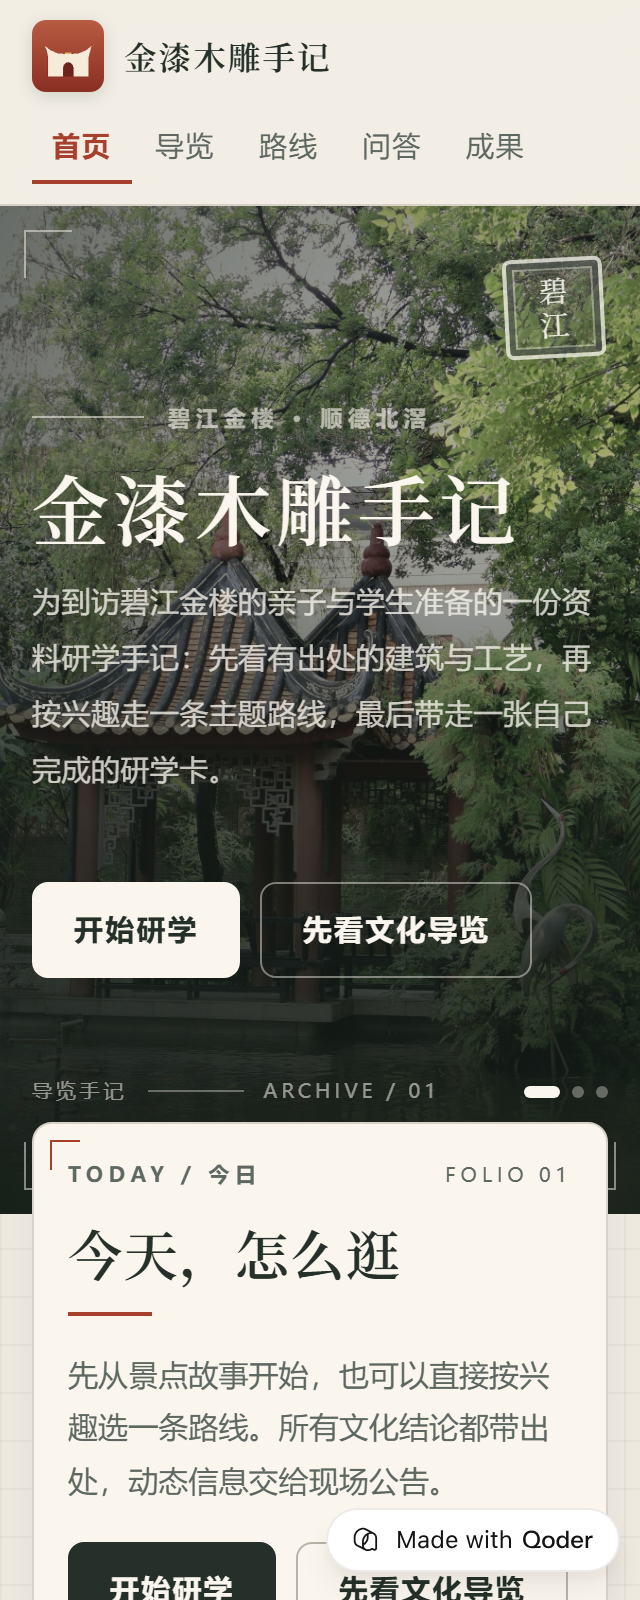 金漆木雕手记
首页 导览 路线 问答 成果
碧
江
碧江金楼 · 顺德北滘
金漆木雕手记
为到访碧江金楼的亲子与学生准备的一份资
料研学手记：先看有出处的建筑与工艺，再
按兴趣走一条主题路线，最后带走一张自己
完成的研学卡。
开始研学 先看文化导览
导览手记 ARCHIVE / 01
TODAY / 今日 FOLIO 01
今天，怎么逛
先从景点故事开始，也可以直接按兴
趣选一条路线。所有文化结论都带出
处，动态信息交给现场公告。
Made with Qoder
开始研学 先看文化导览